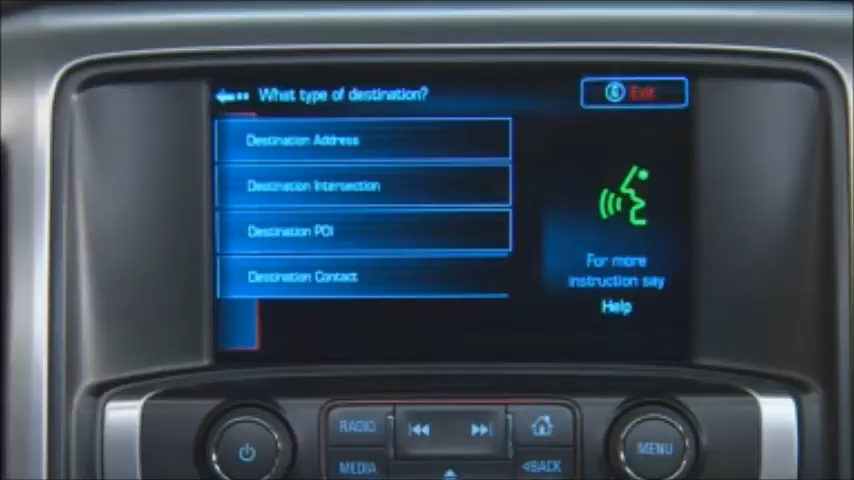 What type of destination?
Exit
Destination Address
Destination Intersection
Destination POI
Destination Contact
For more
instruction say
Help
RADIO
MEDIA
BACK
MENU